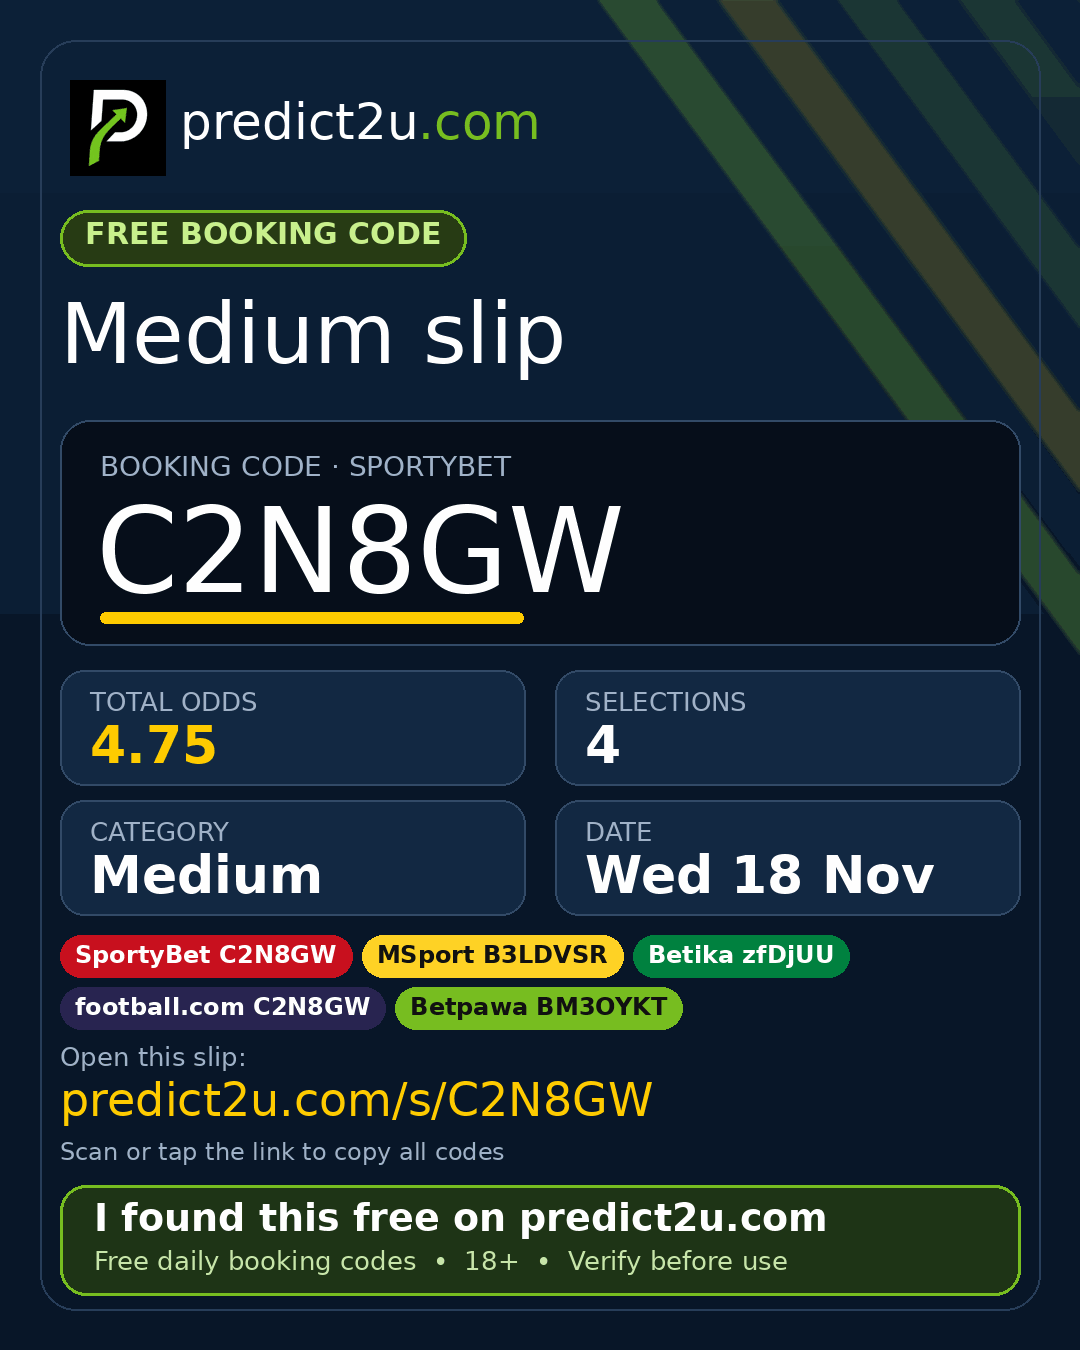 predict2u.com
FREE BOOKING CODE
Medium slip
BOOKING CODE · SPORTYBET
C2N8GW
TOTAL ODDS
4.75
SELECTIONS
4
CATEGORY
Medium
DATE
Wed 18 Nov
SportyBet C2N8GW
MSport B3LDVSR
Betika zfDjUU
football.com C2N8GW
Betpawa BM3OYKT
Open this slip:
predict2u.com/s/C2N8GW
Scan or tap the link to copy all codes
I found this free on predict2u.com
Free daily booking codes • 18+ • Verify before use